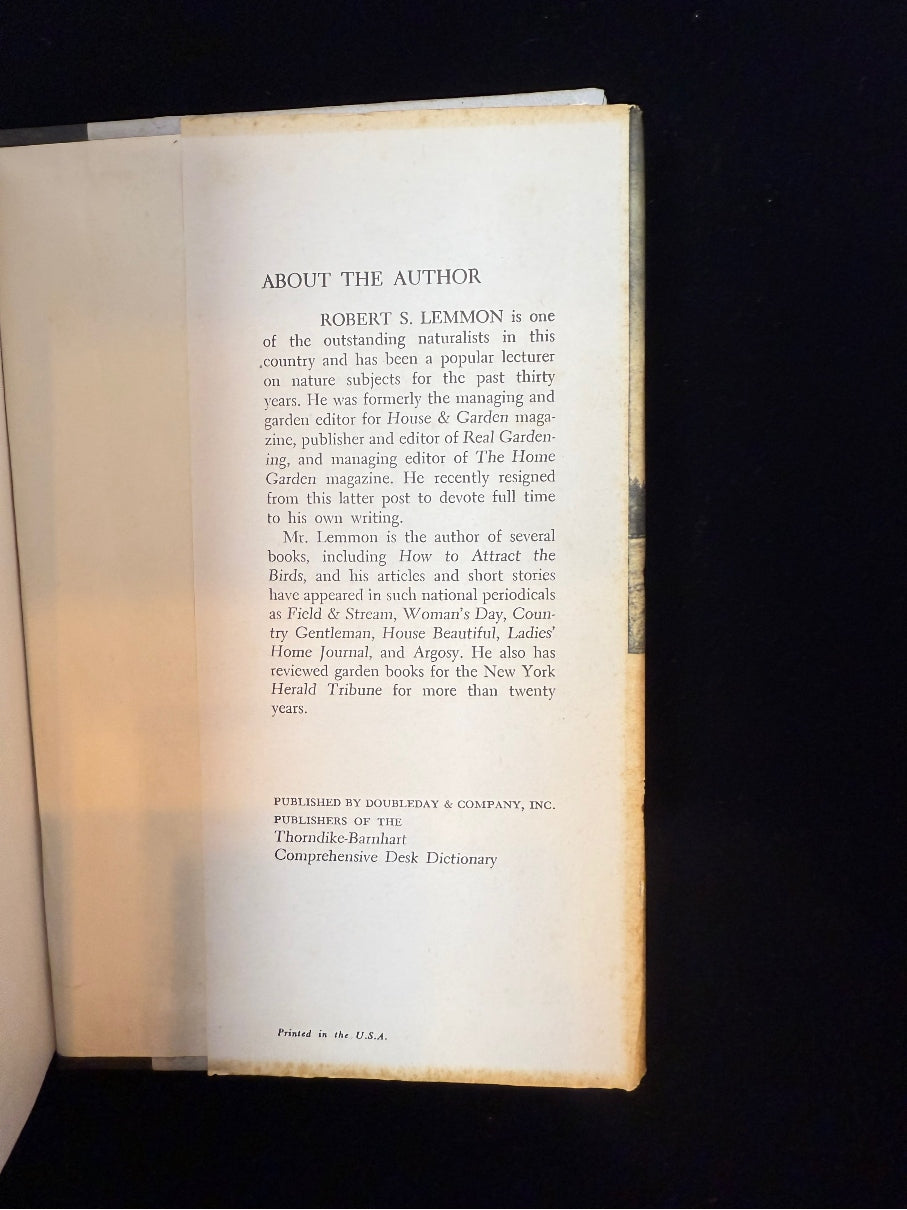 ABOUT THE AUTHOR
ROBERT S. LEMMON is one
of the outstanding naturalists in this
country and has been a popular lecturer
on nature subjects for the past thirty
years. He was formerly the managing and
garden editor for House & Garden maga-
zine, publisher and editor of Real Garden-
ing, and managing editor of The Home
Garden magazine. He recently resigned
from this latter post to devote full time
to his own writing.
Mr. Lemmon is the author of several
books, including How to Attract the
Birds, and his articles and short stories
have appeared in such national periodicals
as Field & Stream, Woman's Day, Coun-
try Gentleman, House Beautiful, Ladies'
Home Journal, and Argosy. He also has
reviewed garden books for the New York
Herald Tribune for more than twenty
years.
PUBLISHED BY DOUBLEDAY & COMPANY, INC.
PUBLISHERS OF THE
Thorndike-Barnhart
Comprehensive Desk Dictionary
Printed in the U.S.A.